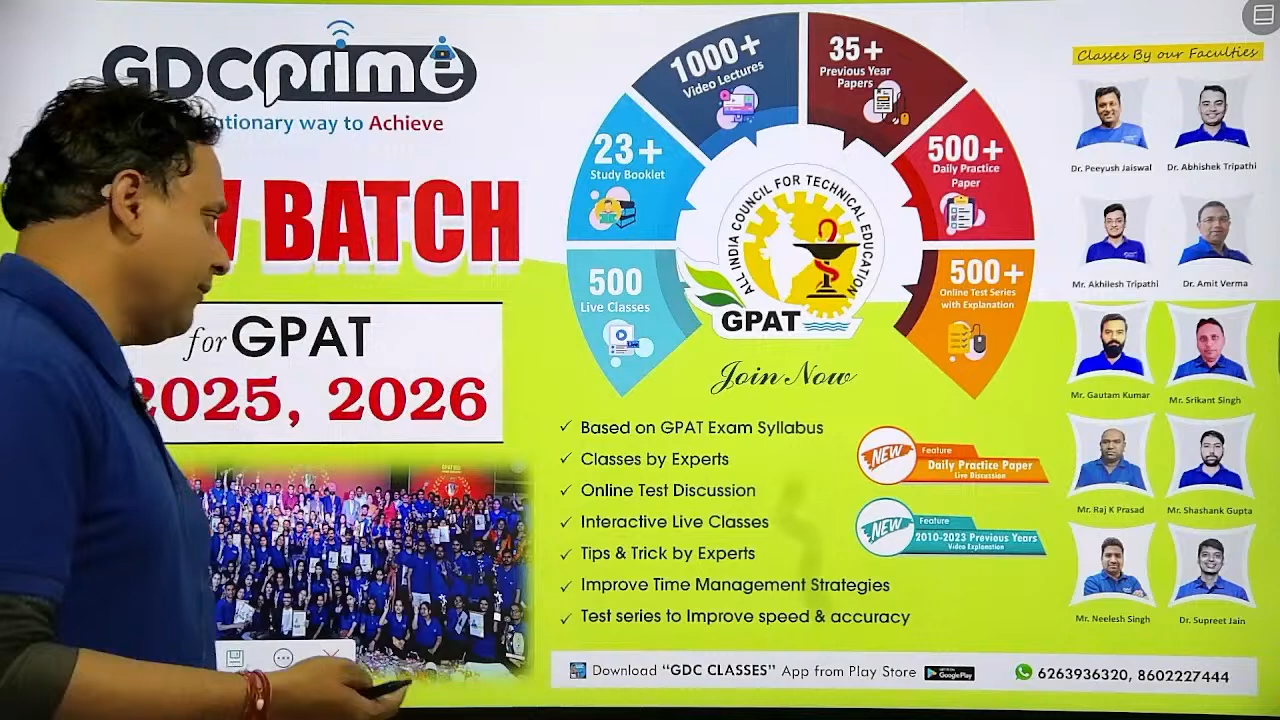 GDCprime
tionary way to Achieve
BATCH
for GPAT
2025, 2026
1000+
Video Lectures
35+
Previous Year
Papers
23+
Study Booklet
500+
Daily Practice
Paper
500
Live Classes
500+
Online Test Series
with Explanation
ALL INDIA COUNCIL FOR TECHNICAL EDUCATION
GPAT
Join Now
Based on GPAT Exam Syllabus
Classes by Experts
Online Test Discussion
Interactive Live Classes
Tips & Trick by Experts
Improve Time Management Strategies
Test series to Improve speed & accuracy
NEW
Feature
Daily Practice Paper
Live Discussion
NEW
Feature
2010-2023 Previous Years
Video Explanation
Classes By our Faculties
Dr. Peeyush Jaiswal
Dr. Abhishek Tripathi
Mr. Akhilesh Tripathi
Dr. Amit Verma
Mr. Gautam Kumar
Mr. Srikant Singh
Mr. Raj K Prasad
Mr. Shashank Gupta
Mr. Neelesh Singh
Dr. Supreet Jain
Download “GDC CLASSES” App from Play Store
Google Play
6263936320, 8602227444